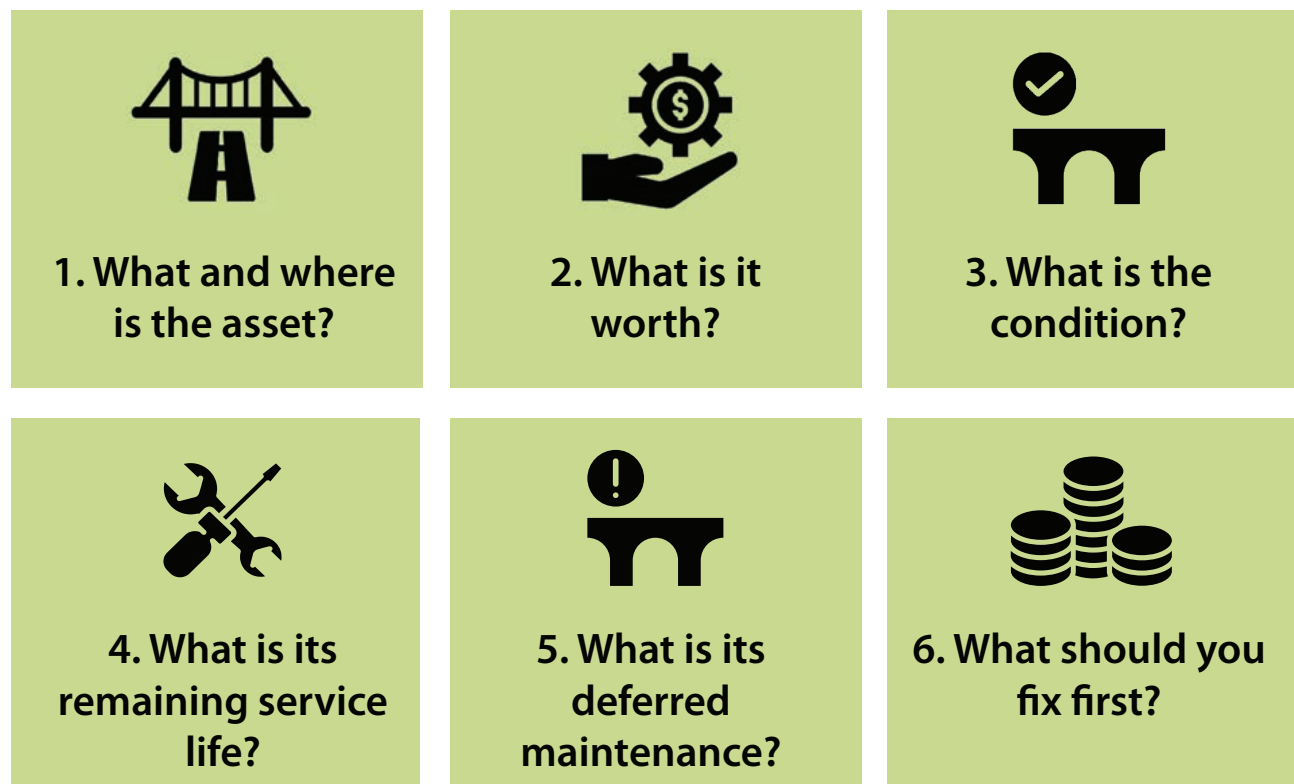 $
1. What and where
is the asset?
2. What is it
worth?
3. What is the
condition?
!
4. What is its
remaining service
life?
5. What is its
deferred
maintenance?
6. What should you
fix first?